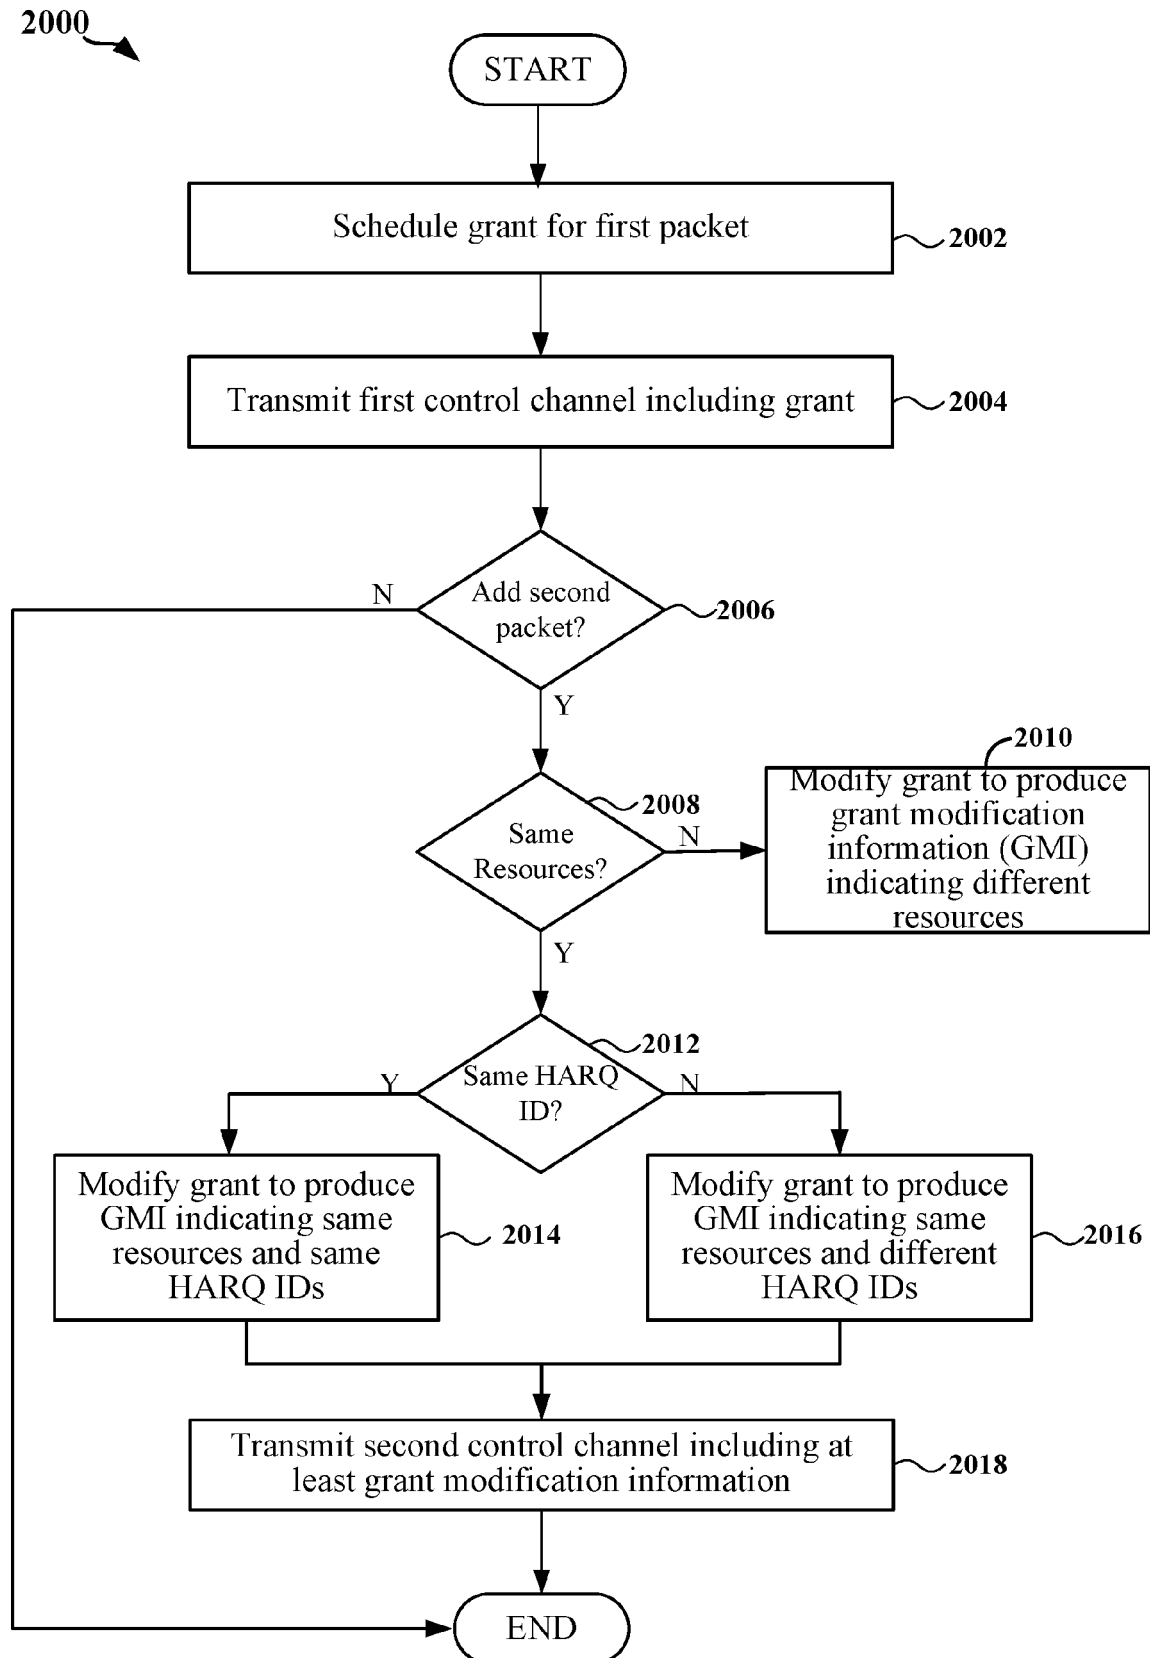 2000
START
Schedule grant for first packet
2002
Transmit first control channel including grant
2004
Add second
packet?
2006
N
Y
2008
Same
Resources?
N
2010
Modify grant to produce
grant modification
information (GMI)
indicating different
resources
Y
2012
Same HARQ
ID?
Y
N
Modify grant to produce
GMI indicating same
resources and same
HARQ IDs
2014
Modify grant to produce
GMI indicating same
resources and different
HARQ IDs
2016
Transmit second control channel including at
least grant modification information
2018
END